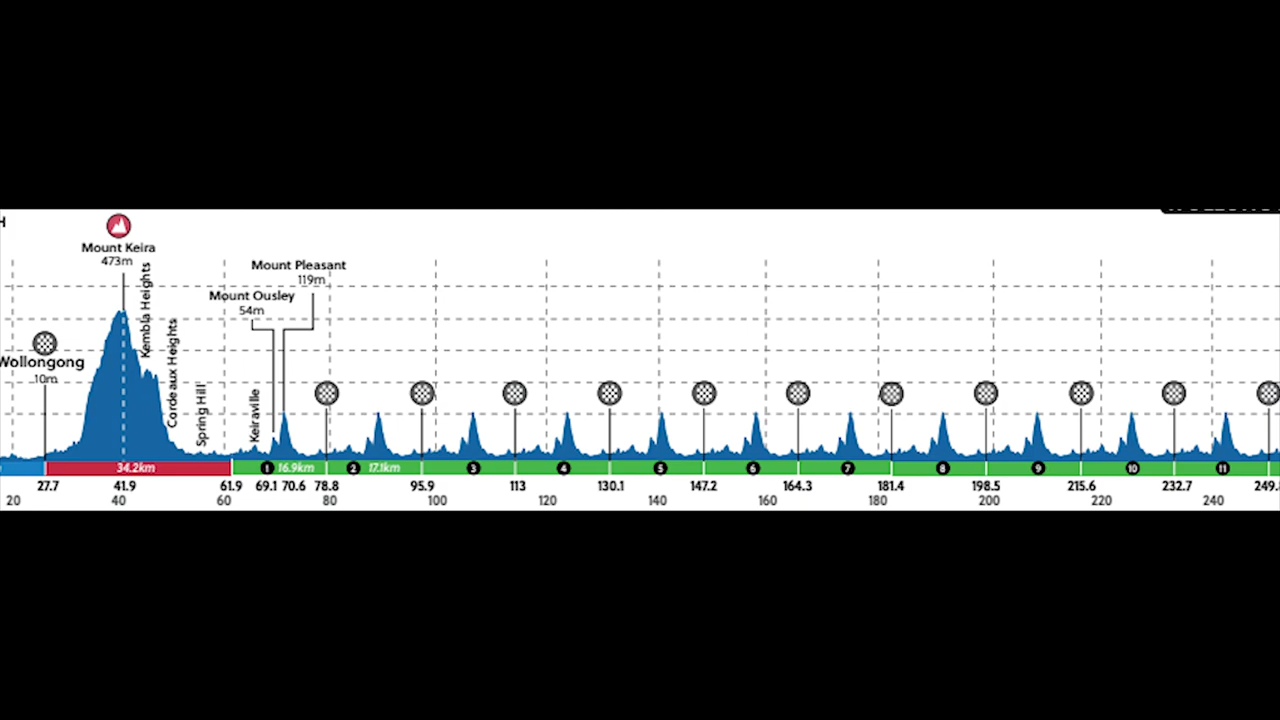 H
Mount Keira
473m
Kembla Heights
Cordeaux Heights
Spring Hill
Keiraville
Mount Pleasant
119m
Mount Ousley
54m
Wollongong
10m
34.2km
1 16.9km 2 17.1km 3 4 5 6 7 8 9 10 11
27.7 41.9 61.9 69.1 70.6 78.8 95.9 113 130.1 147.2 164.3 181.4 198.5 215.6 232.7 249.
20 40 60 80 100 120 140 160 180 200 220 240